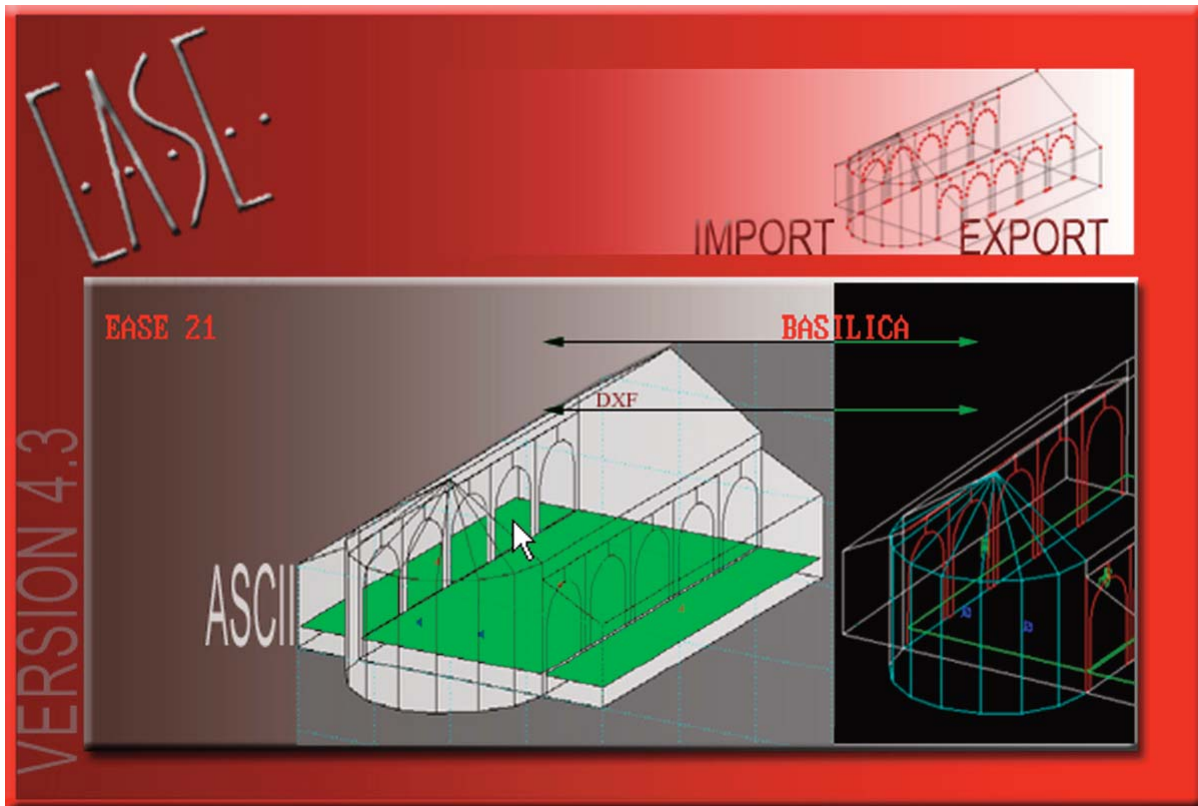 EASE
IMPORT EXPORT
EASE 21 BASILICA
DXF
ASCII
VERSION 4.3